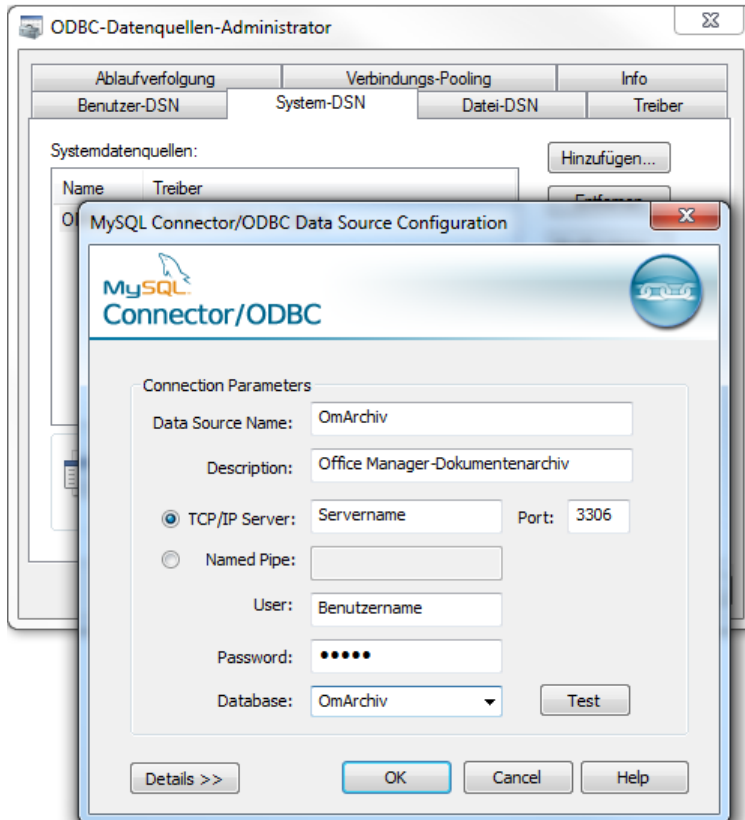 ODBC-Datenquellen-Administrator
Ablaufverfolgung Verbindungs-Pooling Info
Benutzer-DSN System-DSN Datei-DSN Treiber
Systemdatenquellen:
Hinzufügen...
Name Treiber
MySQL Connector/ODBC Data Source Configuration
MySQL
Connector/ODBC
Connection Parameters
Data Source Name: OmArchiv
Description: Office Manager-Dokumentenarchiv
TCP/IP Server: Servername Port: 3306
Named Pipe:
User: Benutzername
Password: •••••
Database: OmArchiv Test
Details >> OK Cancel Help